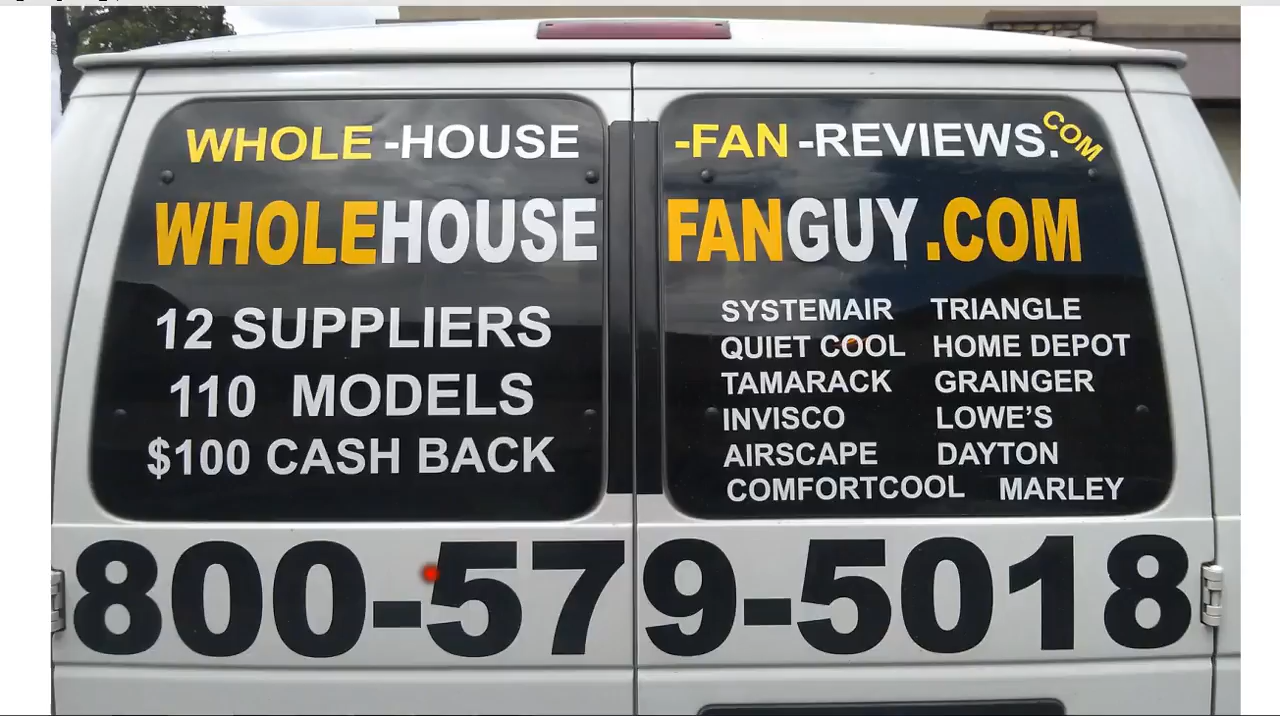 WHOLE-HOUSE-FAN-REVIEWS.COM
WHOLEHOUSE FANGUY.COM
12 SUPPLIERS
110 MODELS
$100 CASH BACK
SYSTEMAIR TRIANGLE
QUIET COOL HOME DEPOT
TAMARACK GRAINGER
INVISCO LOWE'S
AIRSCAPE DAYTON
COMFORTCOOL MARLEY
800-579-5018